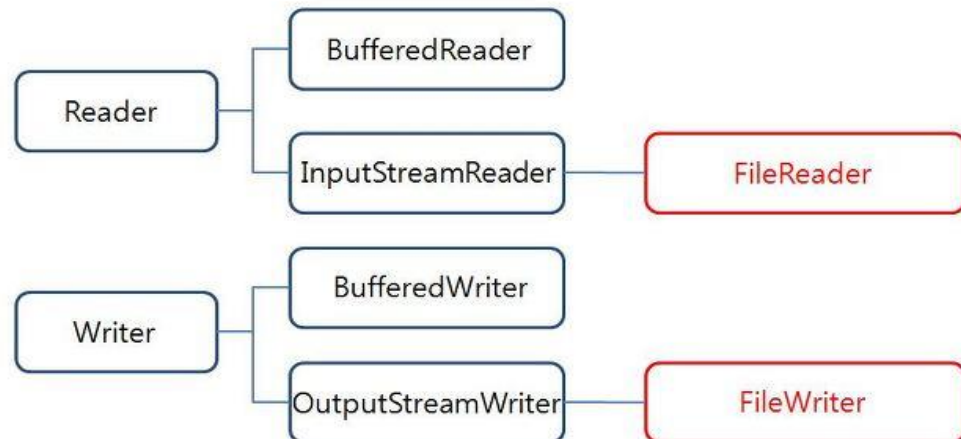 BufferedReader
Reader
InputStreamReader
FileReader
BufferedWriter
Writer
OutputStreamWriter
FileWriter